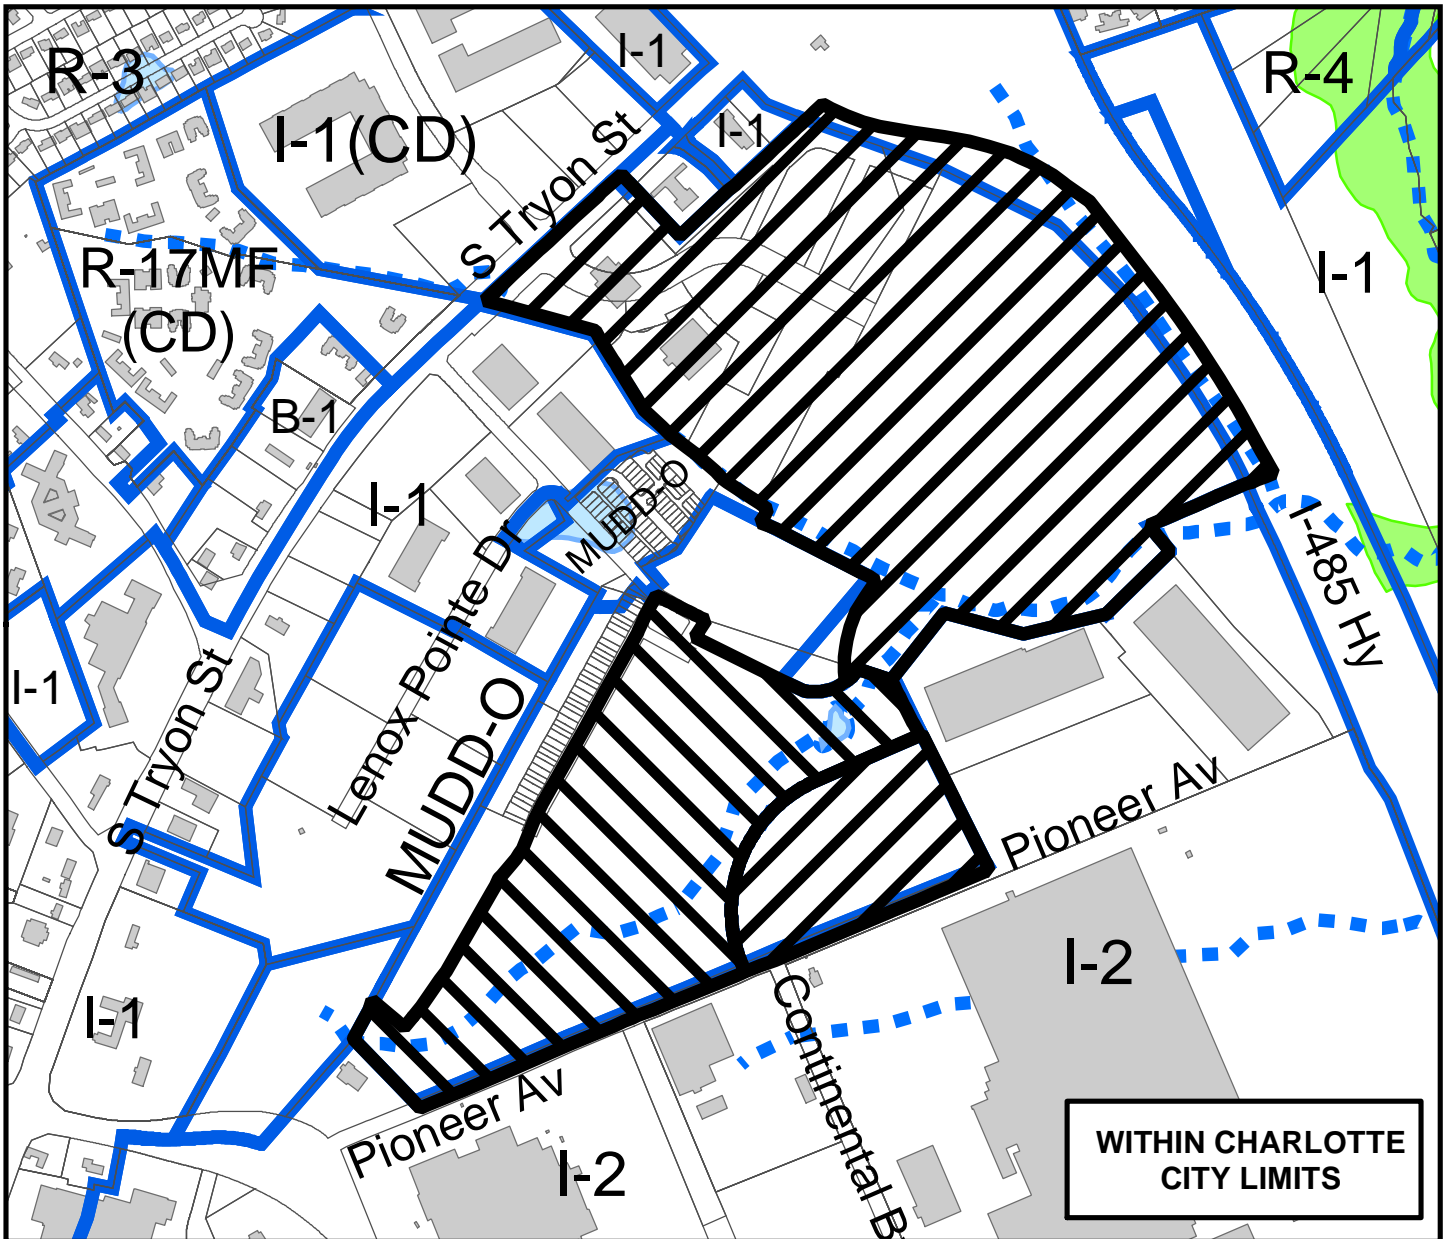 R-3
I-1
R-4
I-1(CD)
I-1
S Tryon St
R-17MF
(CD)
I-1
B-1
I-1
MUDD-O
Lenox Pointe Dr
I-485 Hy
I-1
S Tryon St
MUDD-O
Pioneer Av
I-2
I-1
Continental B
Pioneer Av
I-2
WITHIN CHARLOTTE
CITY LIMITS